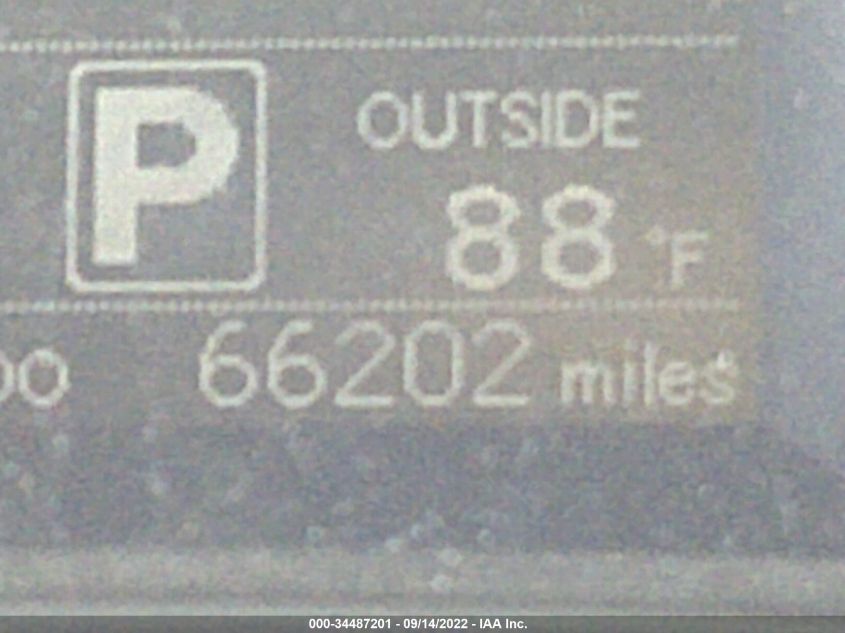 P
OUTSIDE
88 °F
66202 miles
000-34487201 - 09/14/2022 - IAA Inc.